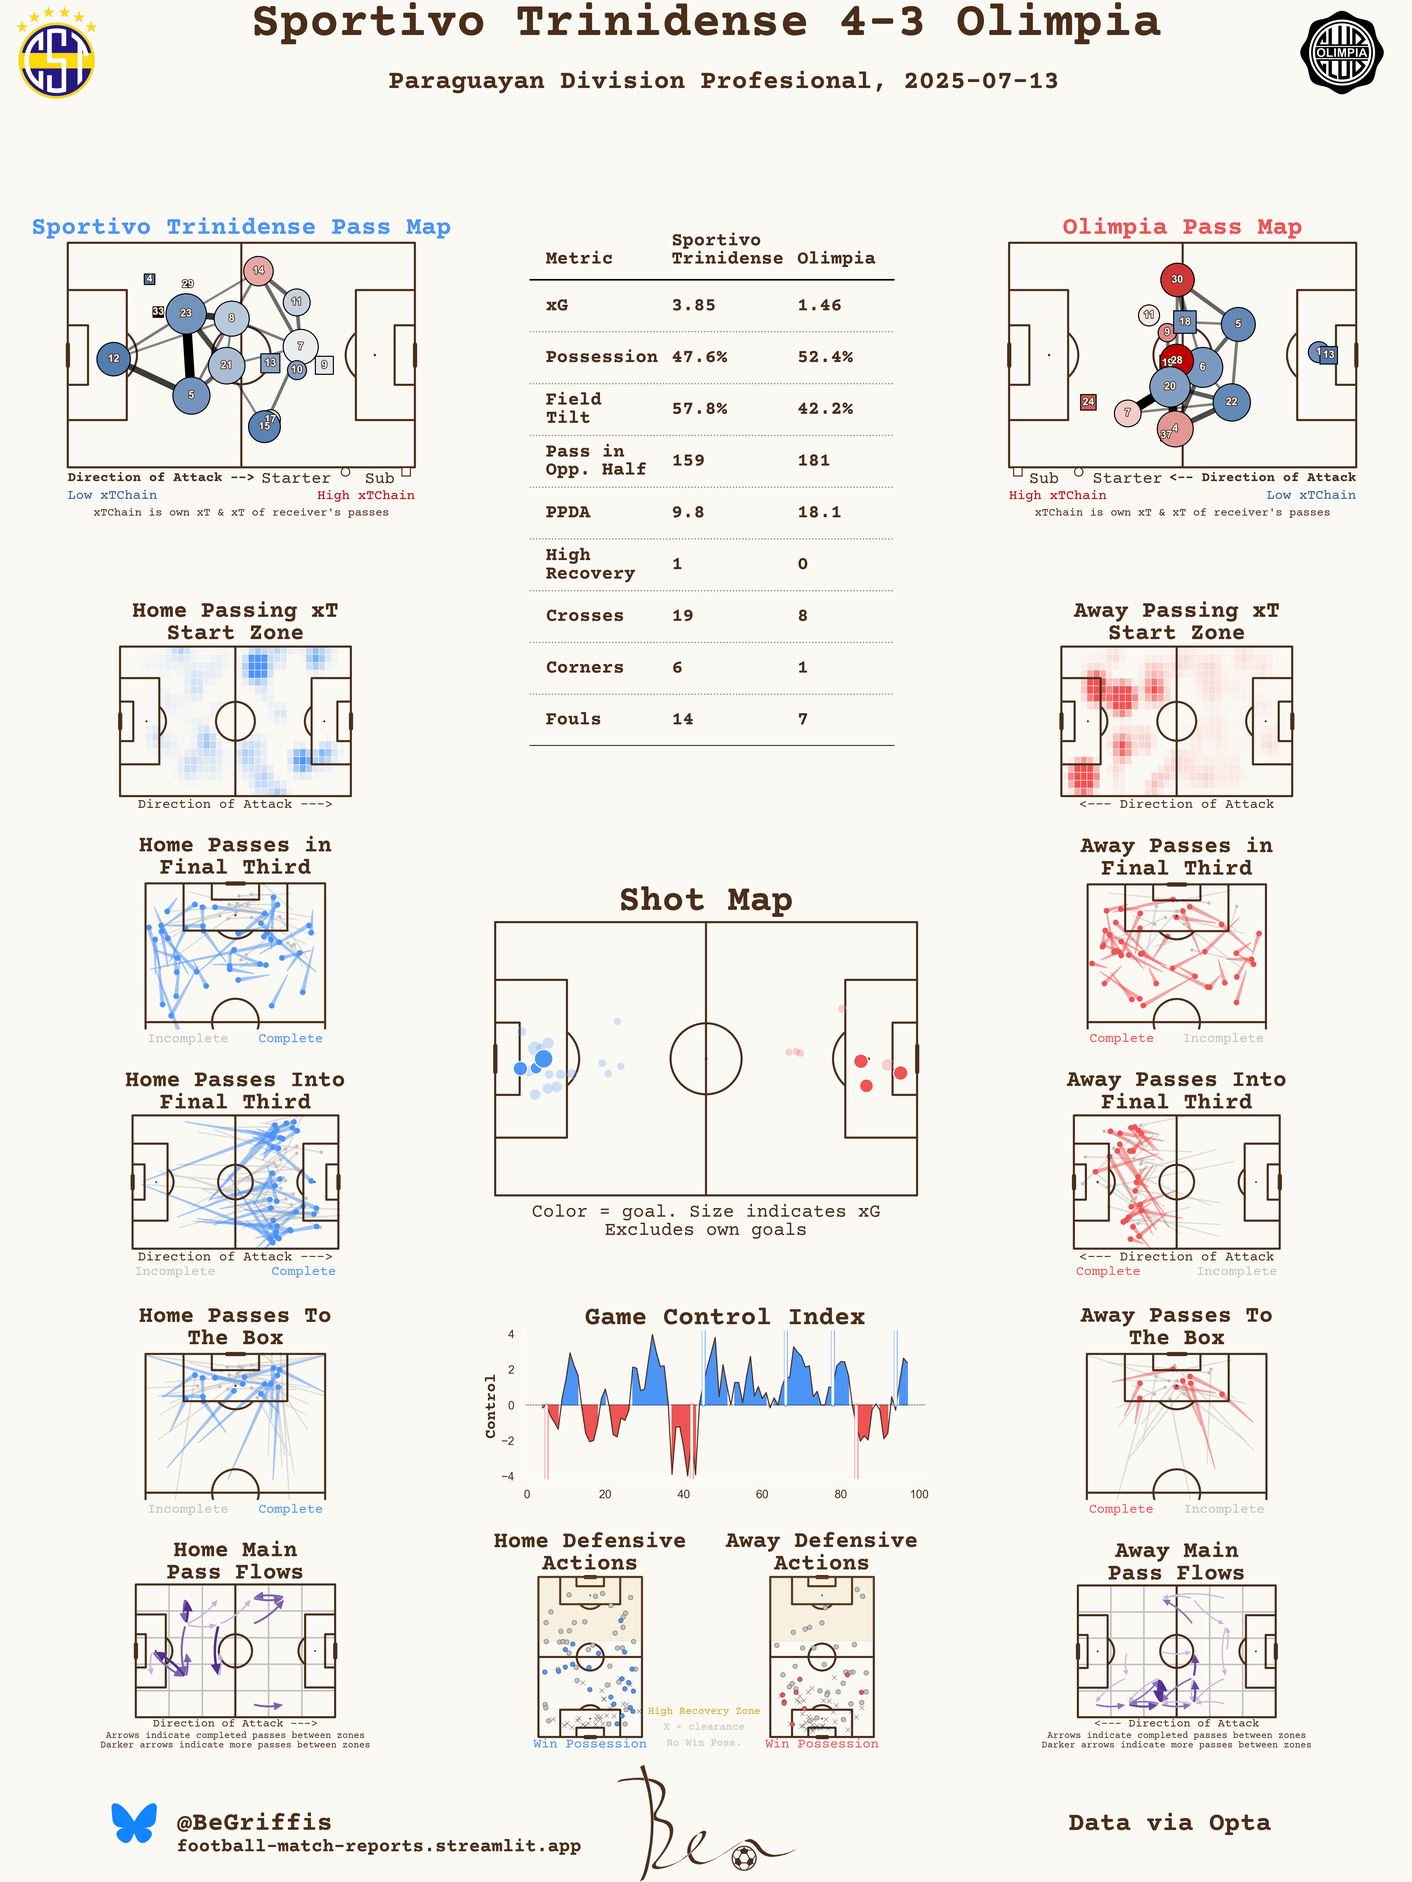 Sportivo Trinidense 4-3 Olimpia
Paraguayan Division Profesional, 2025-07-13
CST
OLIMPIA
Sportivo Trinidense Pass Map
4
29
33
23
8
14
11
7
12
21
13
10
9
5
17
15
Direction of Attack --> Starter Sub
Low xTChain High xTChain
xTChain is own xT & xT of receiver's passes
Metric Sportivo Trinidense Olimpia
xG 3.85 1.46
Possession 47.6% 52.4%
Field Tilt 57.8% 42.2%
Pass in Opp. Half 159 181
PPDA 9.8 18.1
High Recovery 1 0
Crosses 19 8
Corners 6 1
Fouls 14 7
Olimpia Pass Map
30
11
18
5
9
19
28
6
13
20
24
7
22
4
37
Sub Starter <-- Direction of Attack
High xTChain Low xTChain
xTChain is own xT & xT of receiver's passes
Home Passing xT
Start Zone
Direction of Attack --->
Away Passing xT
Start Zone
<--- Direction of Attack
Home Passes in
Final Third
Incomplete Complete
Away Passes in
Final Third
Complete Incomplete
Shot Map
Color = goal. Size indicates xG
Excludes own goals
Home Passes Into
Final Third
Direction of Attack --->
Incomplete Complete
Away Passes Into
Final Third
<--- Direction of Attack
Complete Incomplete
Home Passes To
The Box
Incomplete Complete
Game Control Index
Control
4
2
0
−2
−4
0 20 40 60 80 100
Away Passes To
The Box
Complete Incomplete
Home Main
Pass Flows
Direction of Attack --->
Arrows indicate completed passes between zones
Darker arrows indicate more passes between zones
Home Defensive
Actions
Win Possession
High Recovery Zone
X = clearance
No Win Poss.
Away Defensive
Actions
Win Possession
Away Main
Pass Flows
<--- Direction of Attack
Arrows indicate completed passes between zones
Darker arrows indicate more passes between zones
@BeGriffis
football-match-reports.streamlit.app
Ben
Data via Opta